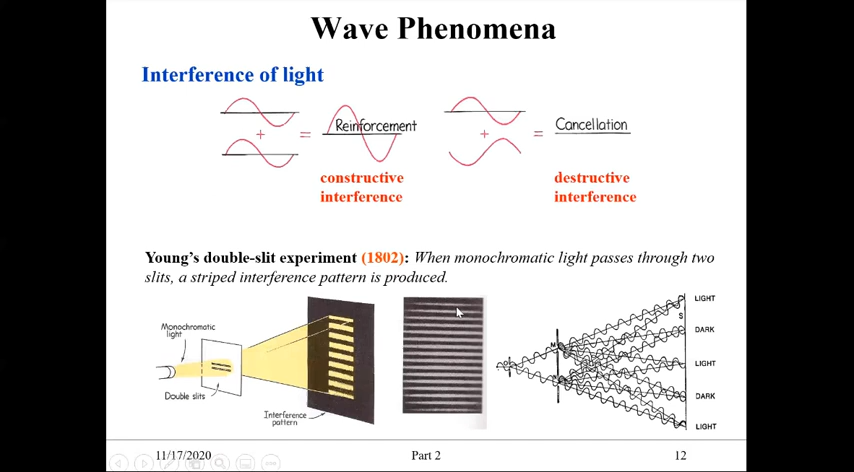 Wave Phenomena
Interference of light
+
=
Reinforcement
+
=
Cancellation
constructive
interference
destructive
interference
Young's double-slit experiment (1802): When monochromatic light passes through two
slits, a striped interference pattern is produced.
Monochromatic
light
Double slits
Interference
pattern
M
S
LIGHT
DARK
LIGHT
DARK
LIGHT
11/17/2020
Part 2
12